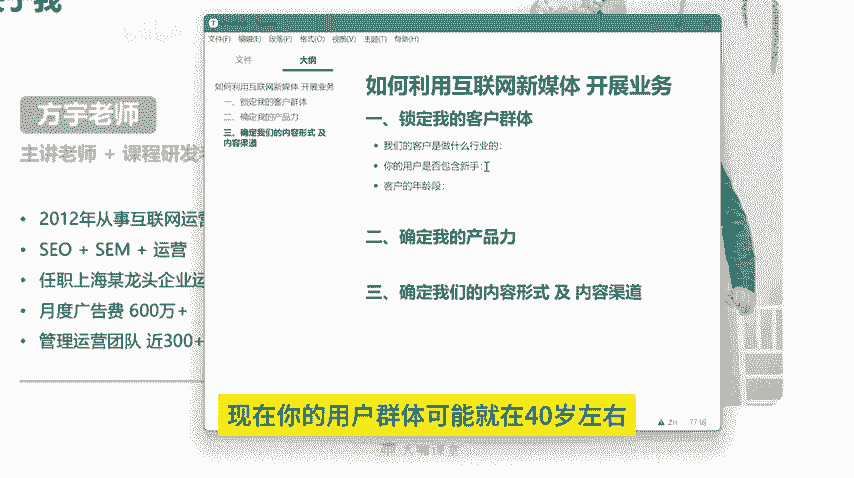 于我
文件(F) 编辑(E) 段落(P) 格式(O) 视图(V) 主题(T) 帮助(H)
文件 大纲
如何利用互联网新媒体 开展业务
一、锁定我的客户群体
二、确定我的产品力
三、确定我们的内容形式 及
内容渠道
如何利用互联网新媒体 开展业务
一、锁定我的客户群体
• 我们的客户是做什么行业的:
• 你的用户是否包含新手:
• 客户的年龄段:
二、确定我的产品力
三、确定我们的内容形式 及 内容渠道
ZH 77 词
方宇老师
主讲老师 + 课程研发
• 2012年从事互联网运营
• SEO + SEM + 运营
• 任职上海某龙头企业运
• 月度广告费 600万+
• 管理运营团队 近300+
现在你的用户群体可能就在40岁左右